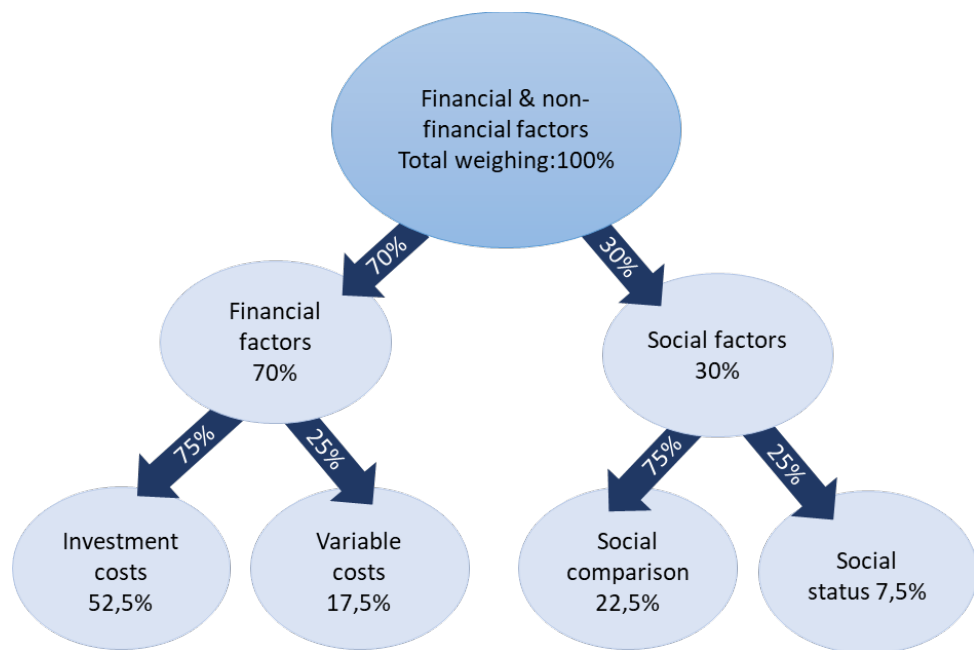 Financial & non-
financial factors
Total weighing:100%
70%
30%
Financial
factors
70%
Social factors
30%
75%
25%
75%
25%
Investment
costs
52,5%
Variable
costs
17,5%
Social
comparison
22,5%
Social
status 7,5%